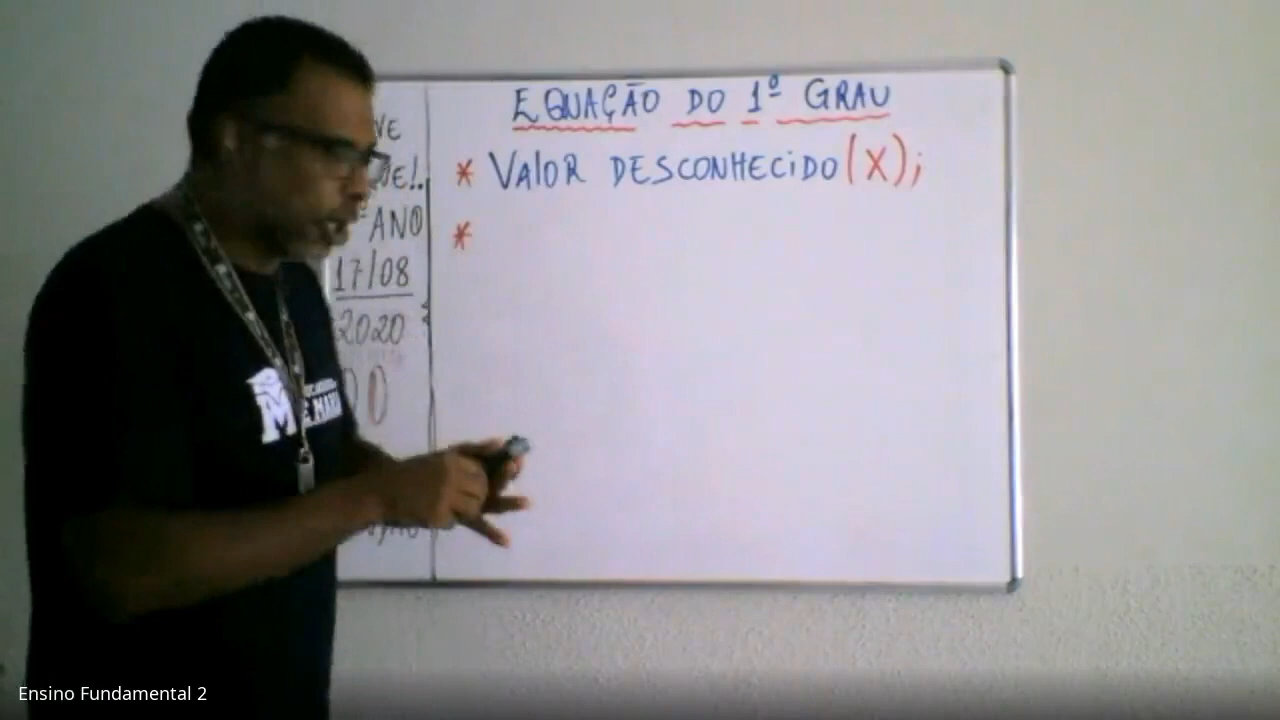 EQUAÇÃO DO 1º GRAU
* VALOR DESCONHECIDO (X);
*
ANO
17/08
2020
Ensino Fundamental 2